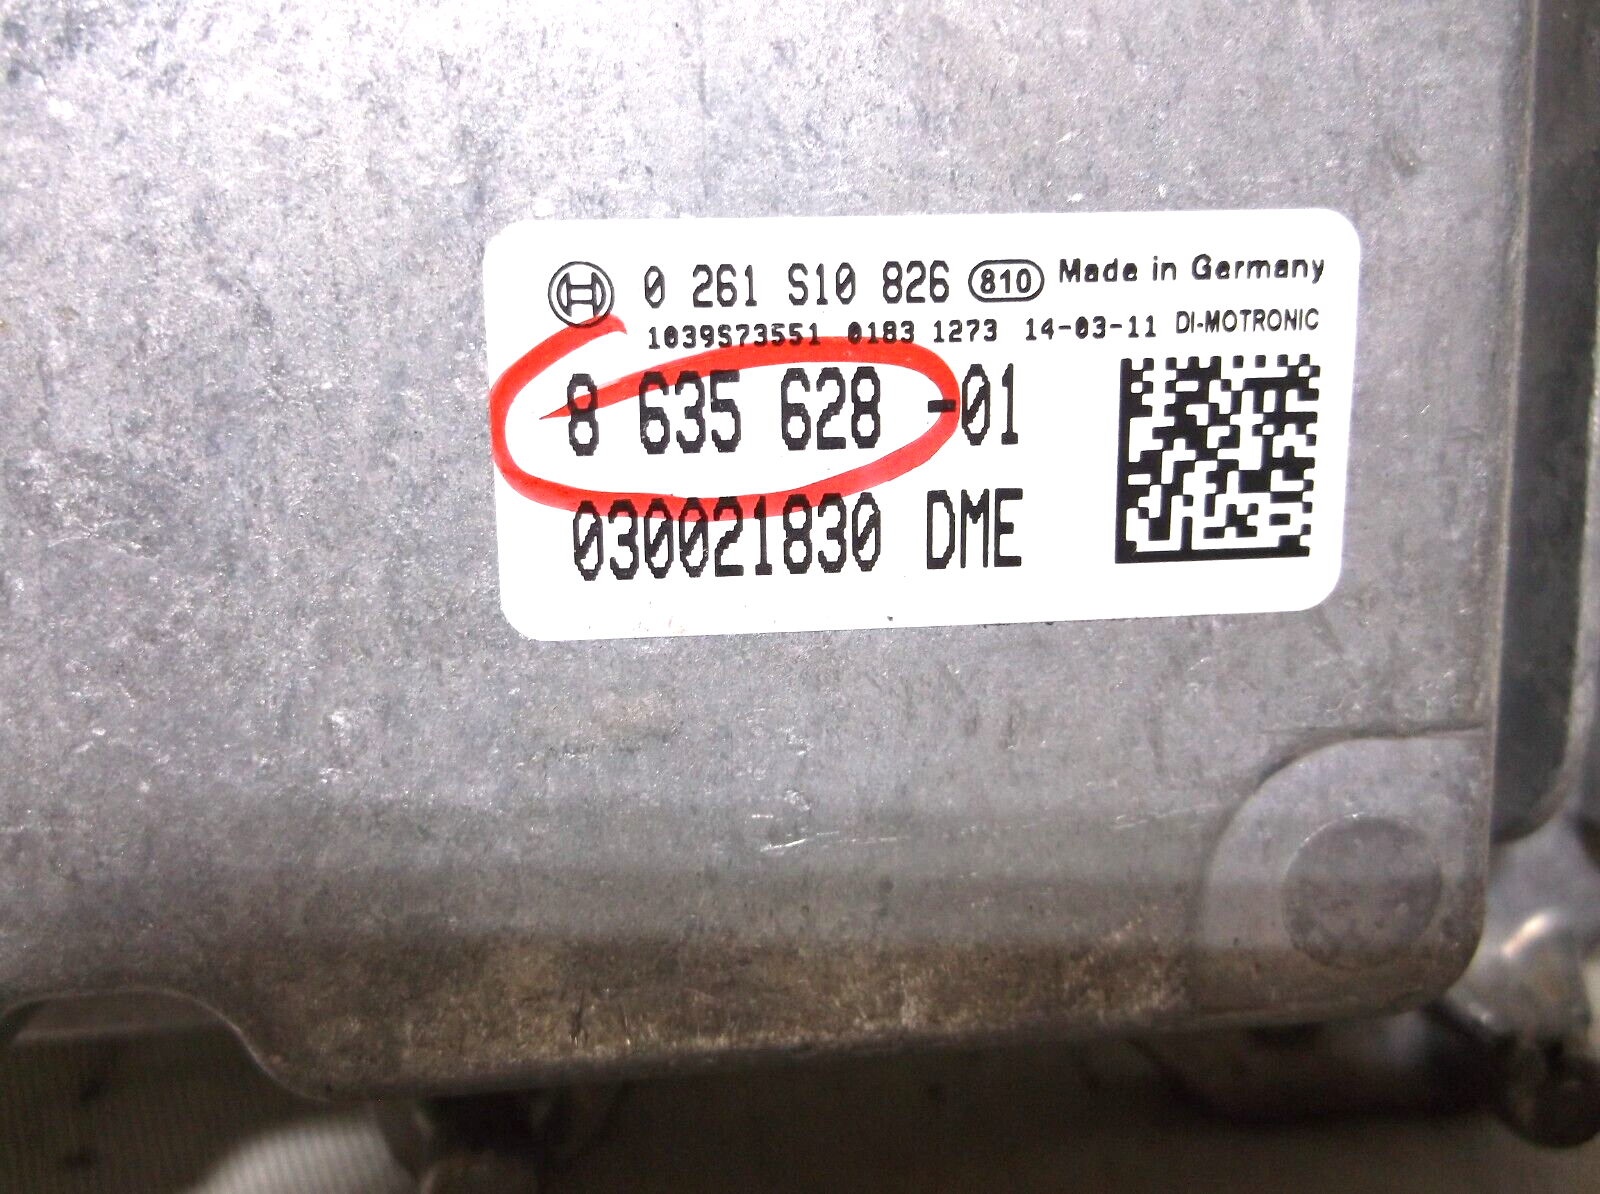 0 261 S10 826 810 Made in Germany
1039S73551 0183 1273 14-03-11 DI-MOTRONIC
8 635 628 -01
030021830 DME